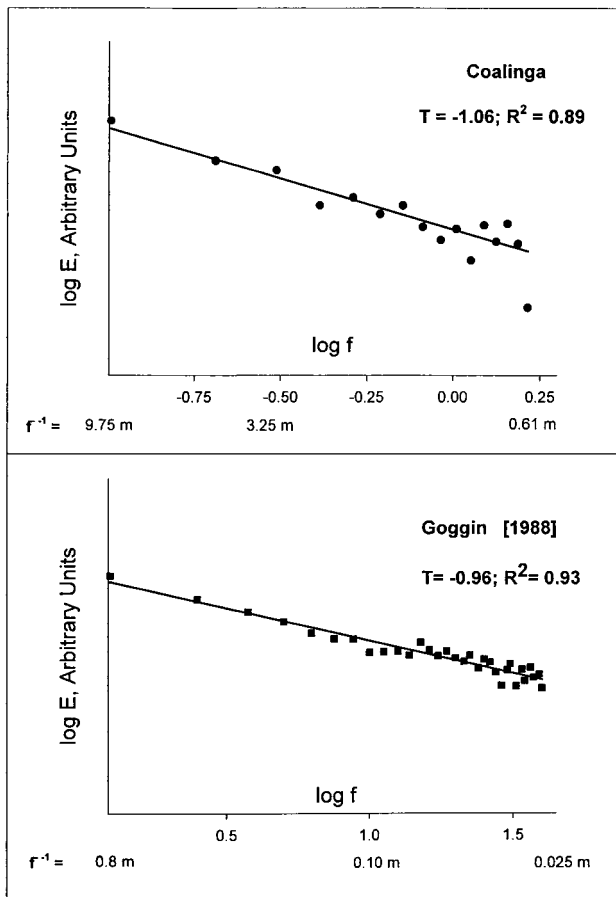 Coalinga
T = -1.06; R² = 0.89
log E, Arbitrary Units
log f
-0.75 -0.50 -0.25 0.00 0.25
f⁻¹ = 9.75 m 3.25 m 0.61 m
Goggin [1988]
T= -0.96; R²= 0.93
log E, Arbitrary Units
log f
0.5 1.0 1.5
f⁻¹ = 0.8 m 0.10 m 0.025 m